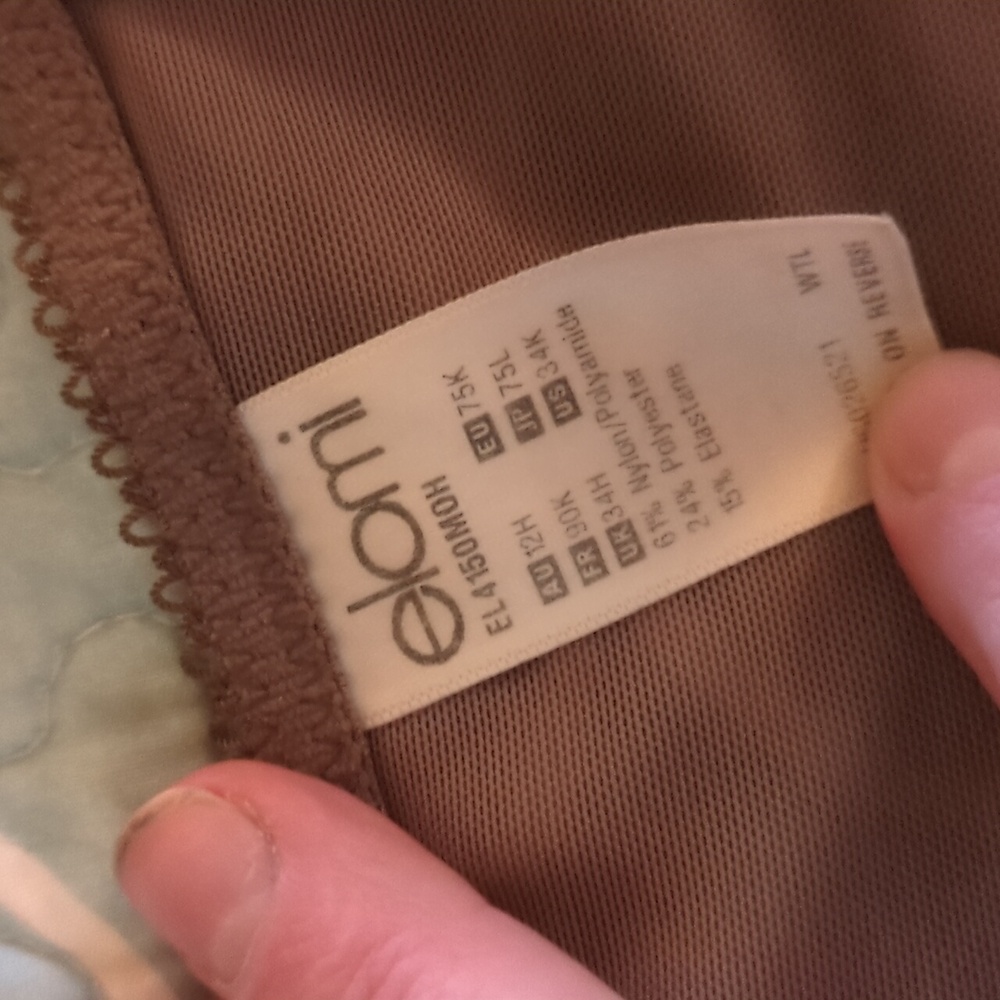 elomi
EL4150MOH
AU 12H EU 75K
FR 90K JP 75L
UK 34H US 34K
61% Nylon/Polyamide
24% Polyester
15% Elastane
WTL
ON